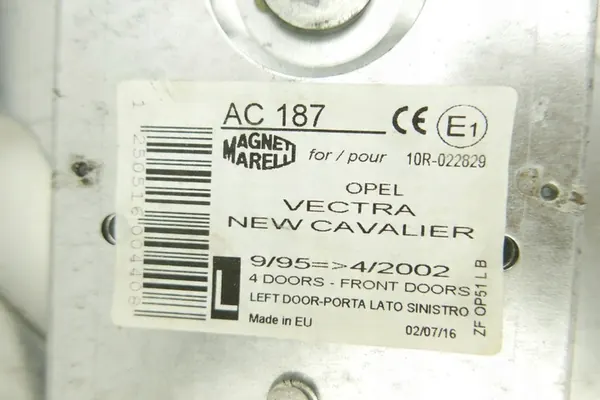 AC 187
CE E1
MAGNETI MARELLI for / pour 10R-022829
OPEL
VECTRA
NEW CAVALIER
9/95=>4/2002
4 DOORS - FRONT DOORS
L LEFT DOOR-PORTA LATO SINISTRO
Made in EU 02/07/16
ZF OP51 L B